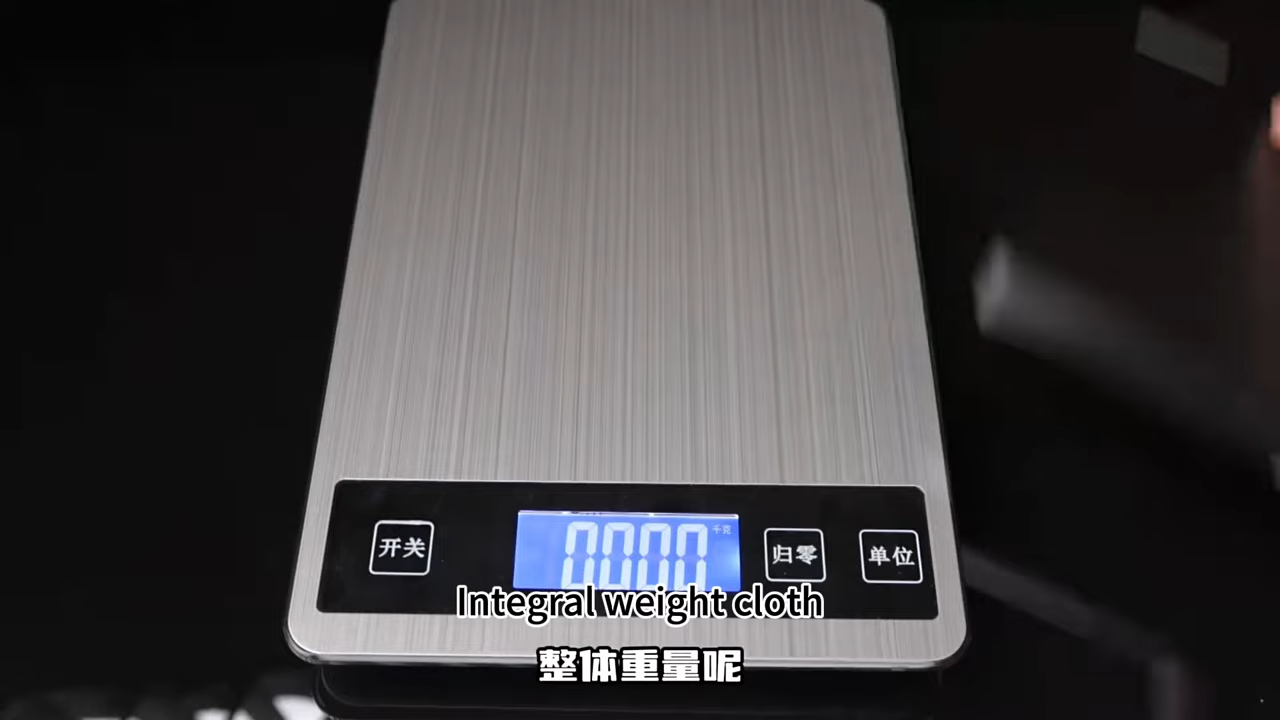 开关
0000
千克
归零
单位
Integral weight cloth
整体重量呢